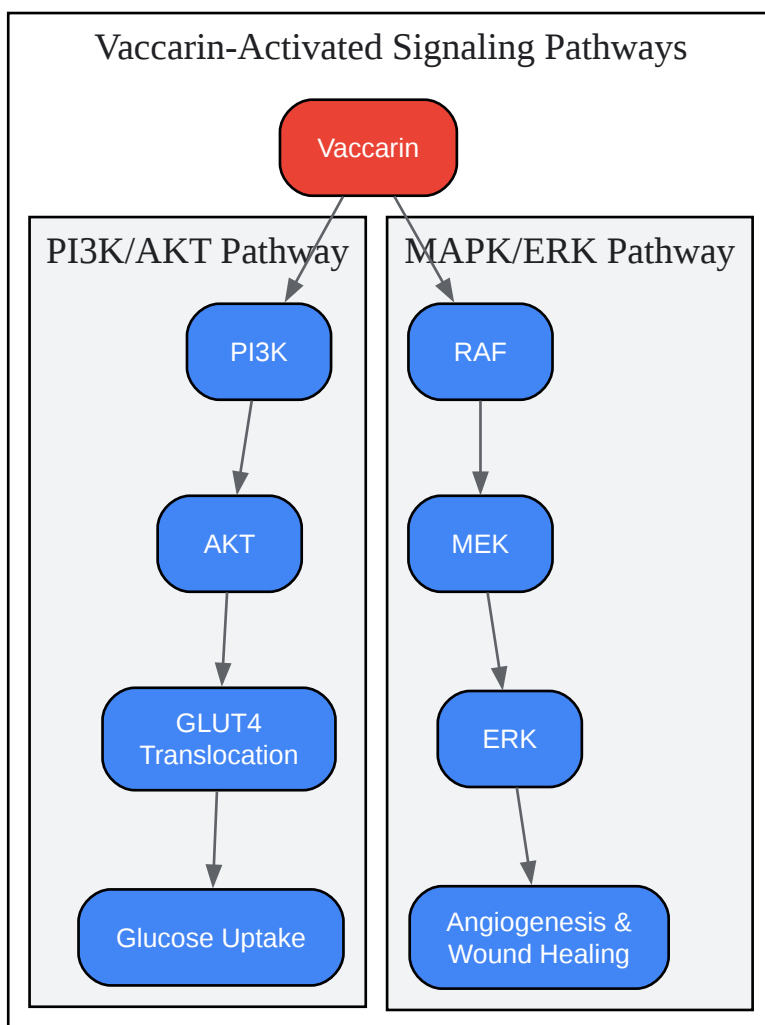 Vaccarin-Activated Signaling Pathways
Vaccarin
PI3K/AKT Pathway
PI3K
AKT
GLUT4
Translocation
Glucose Uptake
MAPK/ERK Pathway
RAF
MEK
ERK
Angiogenesis &
Wound Healing